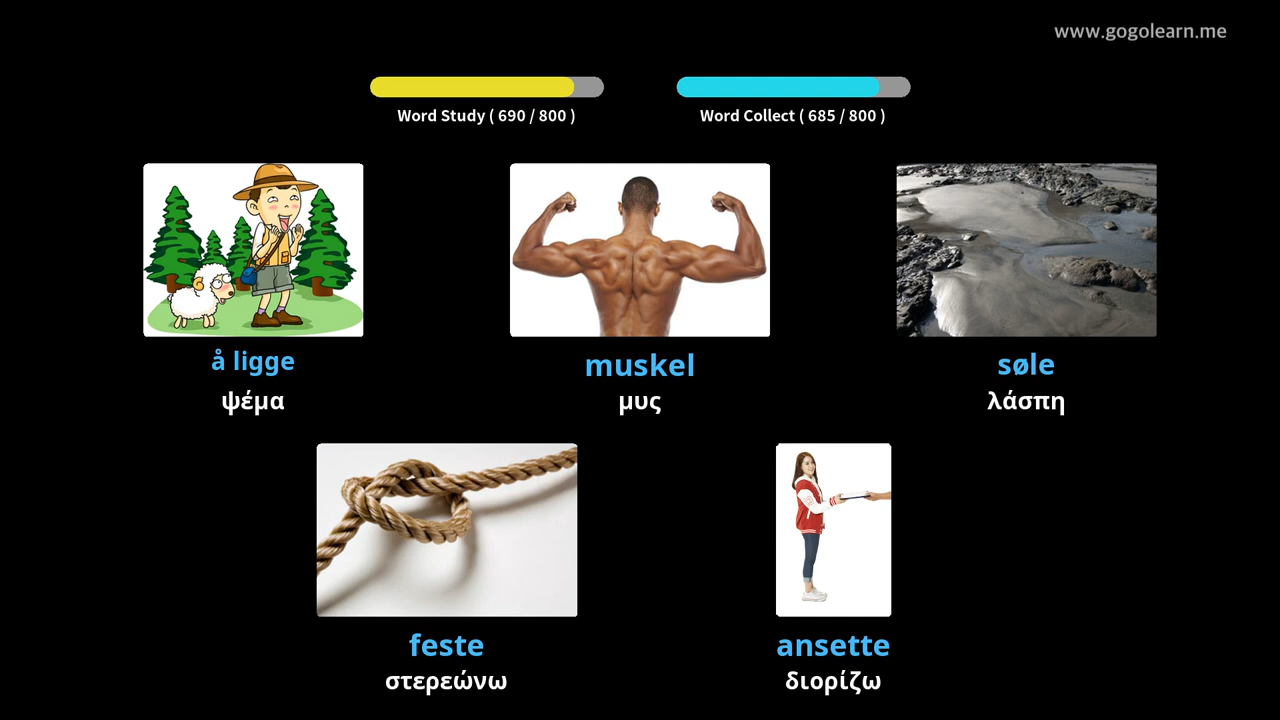 www.gogolearn.me
Word Study ( 690 / 800 )
Word Collect ( 685 / 800 )
å ligge
ψέμα
muskel
μυς
søle
λάσπη
feste
στερεώνω
ansette
διορίζω